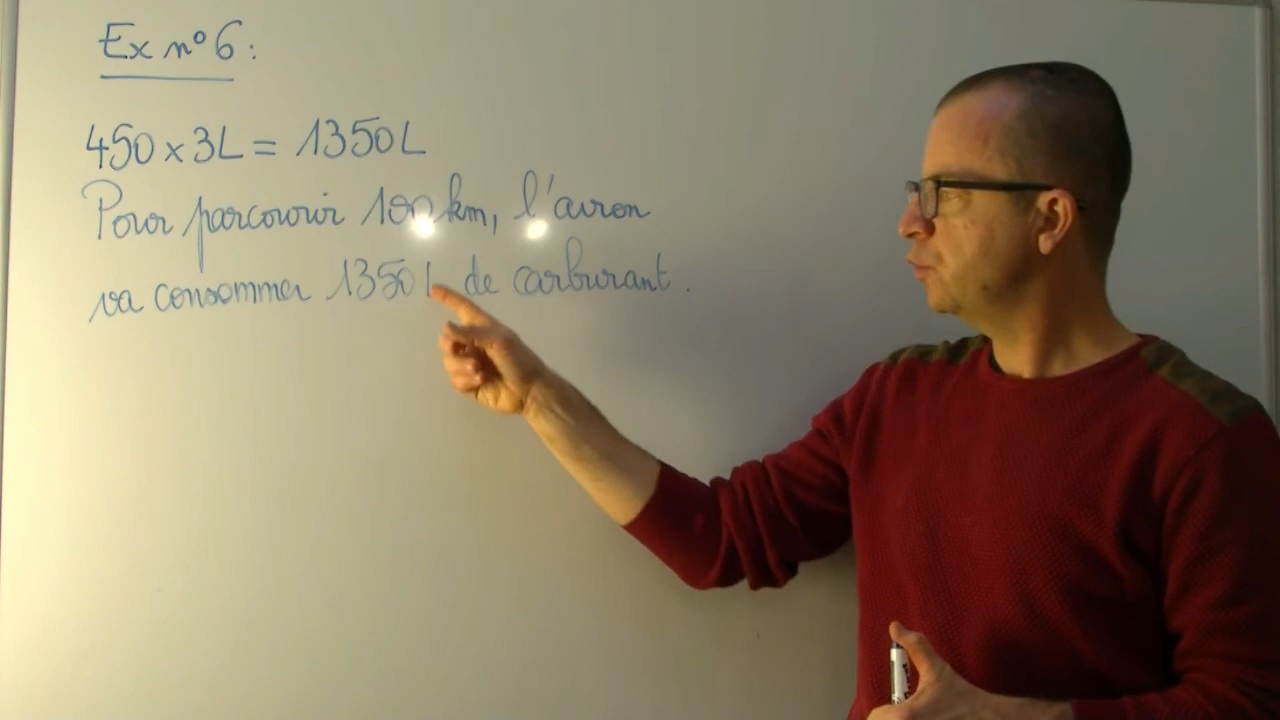 Ex n°6:
450 x 3L = 1350L
Pour parcourir 100 km, l'avion
va consommer 1350 L de carburant.